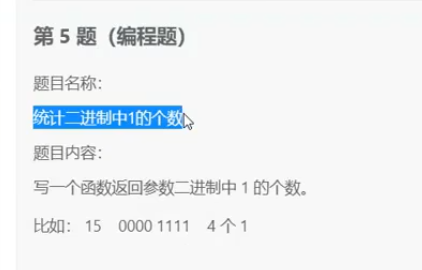 第 5 题（编程题）
题目名称：
统计二进制中1的个数
题目内容：
写一个函数返回参数二进制中 1 的个数。
比如： 15 0000 1111 4 个 1